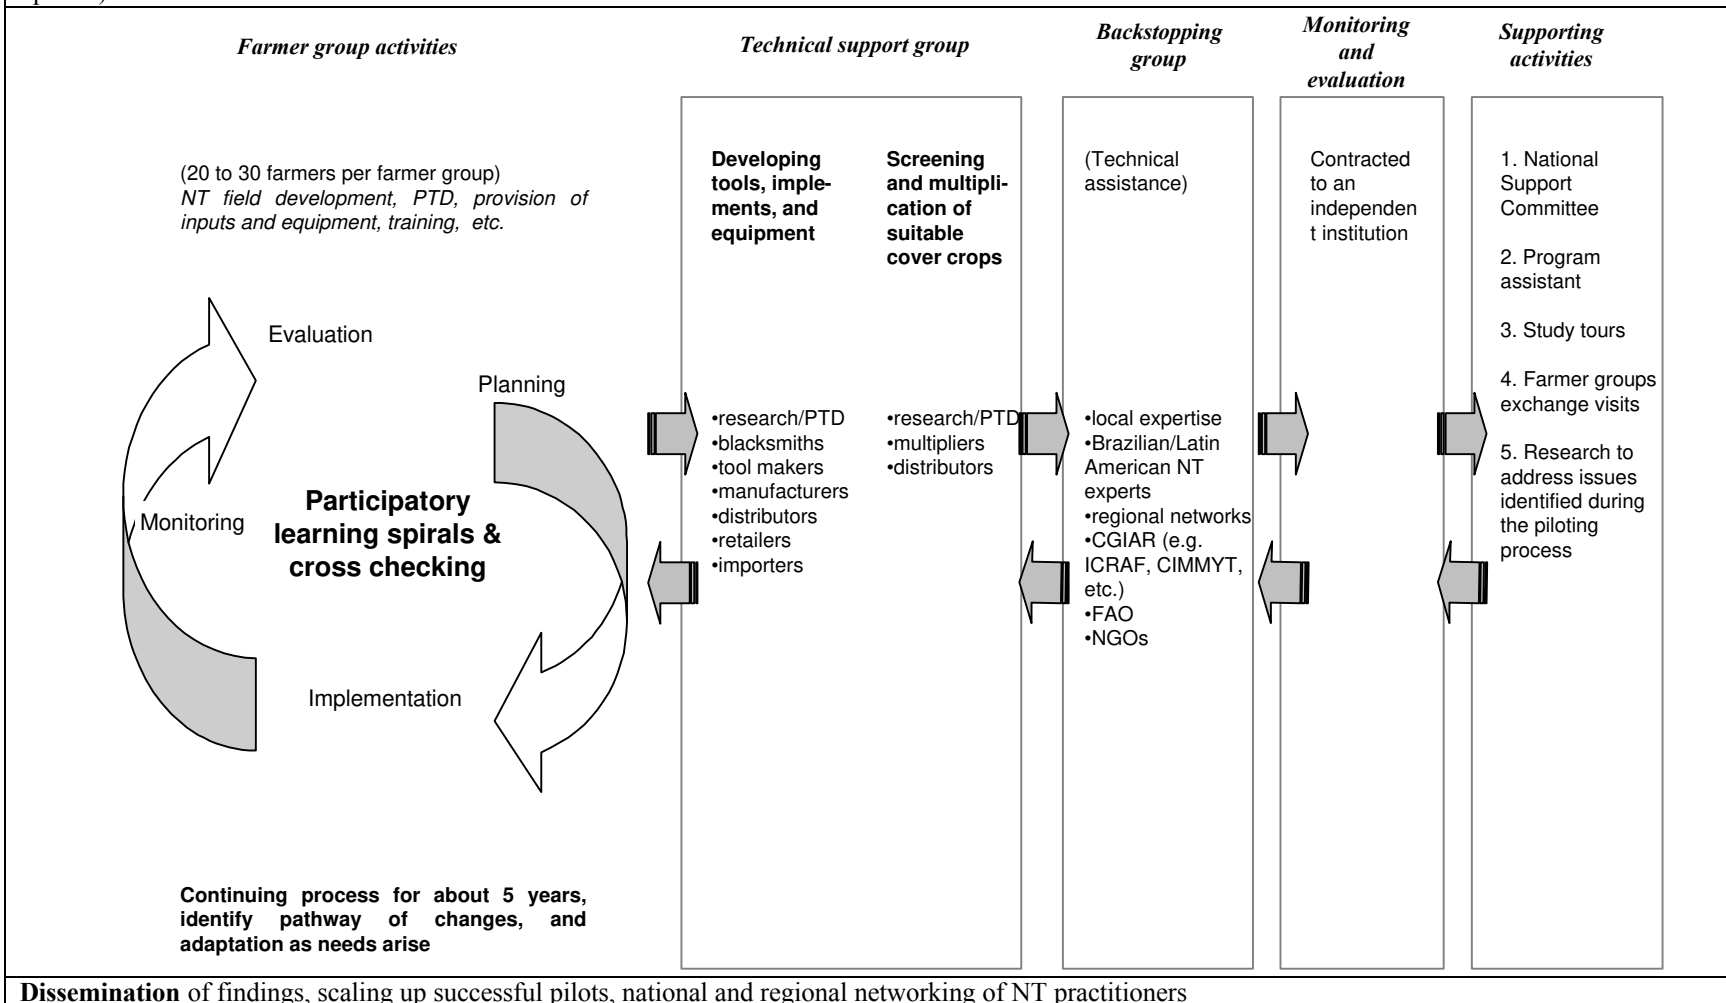 Farmer group activities
Technical support group
Backstopping
group
Monitoring
and
evaluation
Supporting
activities
(20 to 30 farmers per farmer group)
NT field development, PTD, provision of
inputs and equipment, training, etc.
Evaluation
Planning
Monitoring
Participatory
learning spirals &
cross checking
Implementation
Continuing process for about 5 years,
identify pathway of changes, and
adaptation as needs arise
Developing
tools, imple-
ments, and
equipment
•research/PTD
•blacksmiths
•tool makers
•manufacturers
•distributors
•retailers
•importers
Screening
and multipli-
cation of
suitable
cover crops
•research/PTD
•multipliers
•distributors
(Technical
assistance)
•local expertise
•Brazilian/Latin
American NT
experts
•regional networks
•CGIAR (e.g.
ICRAF, CIMMYT,
etc.)
•FAO
•NGOs
Contracted
to an
independen
t institution
1. National
Support
Committee
2. Program
assistant
3. Study tours
4. Farmer groups
exchange visits
5. Research to
address issues
identified during
the piloting
process
Dissemination of findings, scaling up successful pilots, national and regional networking of NT practitioners